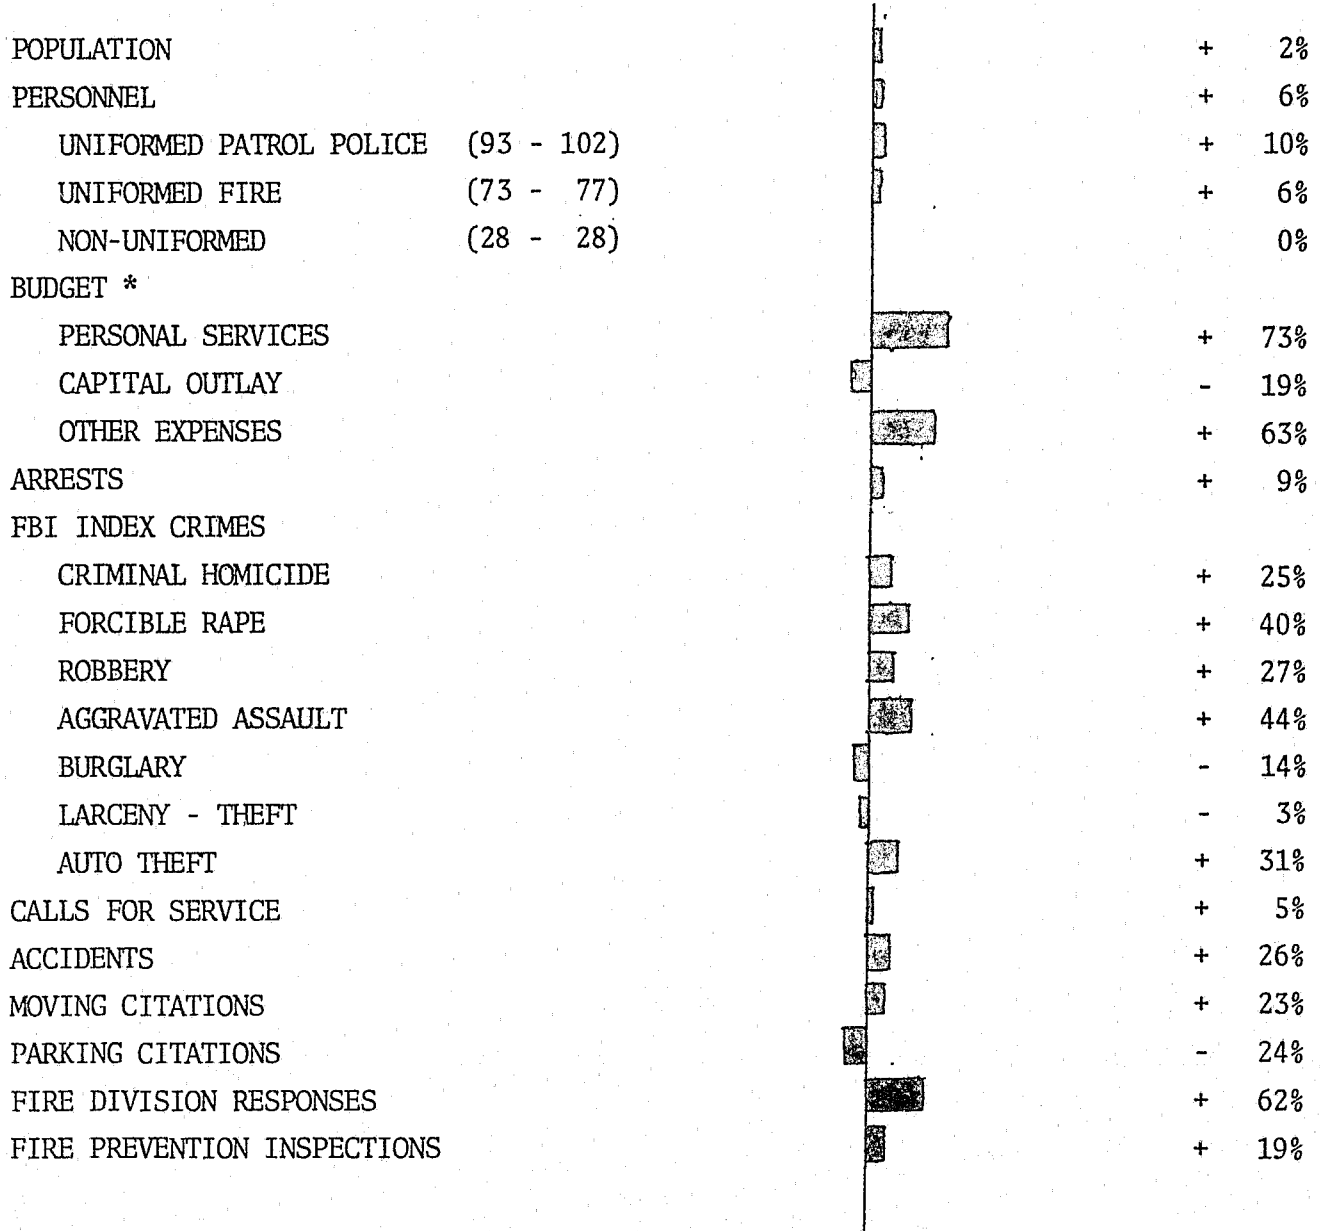 POPULATION + 2%
PERSONNEL + 6%
UNIFORMED PATROL POLICE (93 - 102) + 10%
UNIFORMED FIRE (73 - 77) + 6%
NON-UNIFORMED (28 - 28) 0%
BUDGET *
PERSONAL SERVICES + 73%
CAPITAL OUTLAY - 19%
OTHER EXPENSES + 63%
ARRESTS + 9%
FBI INDEX CRIMES
CRIMINAL HOMICIDE + 25%
FORCIBLE RAPE + 40%
ROBBERY + 27%
AGGRAVATED ASSAULT + 44%
BURGLARY - 14%
LARCENY - THEFT - 3%
AUTO THEFT + 31%
CALLS FOR SERVICE + 5%
ACCIDENTS + 26%
MOVING CITATIONS + 23%
PARKING CITATIONS - 24%
FIRE DIVISION RESPONSES + 62%
FIRE PREVENTION INSPECTIONS + 19%